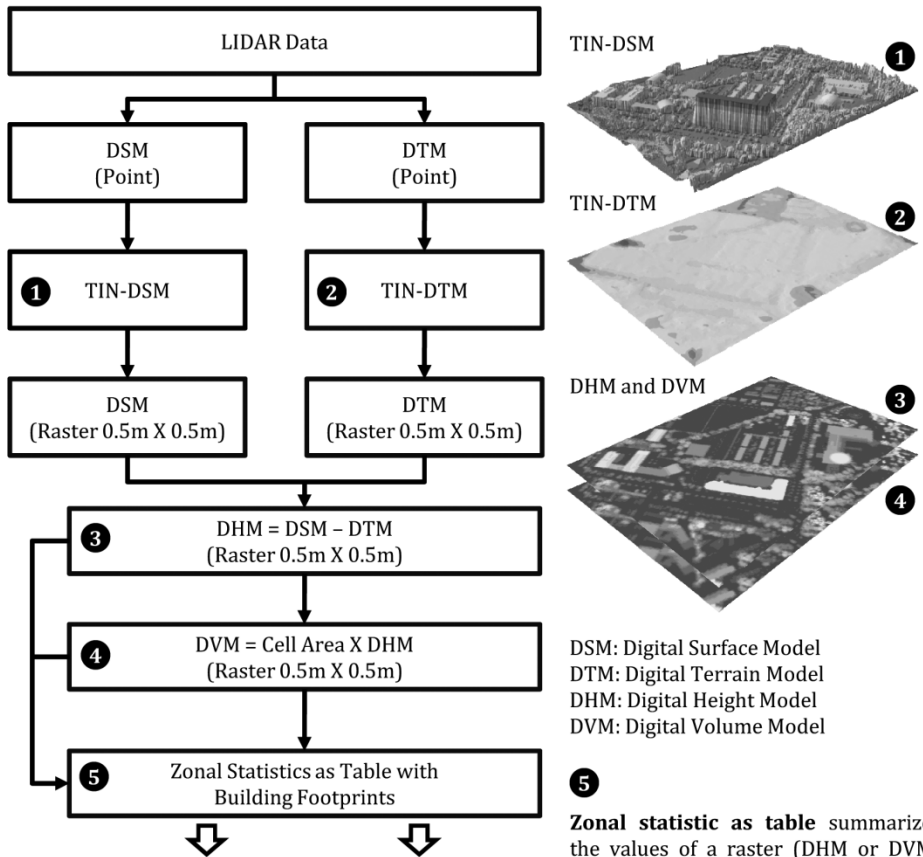 LIDAR Data
DSM
(Point)
DTM
(Point)
1 TIN-DSM
2 TIN-DTM
DSM
(Raster 0.5m X 0.5m)
DTM
(Raster 0.5m X 0.5m)
3 DHM = DSM – DTM
(Raster 0.5m X 0.5m)
4 DVM = Cell Area X DHM
(Raster 0.5m X 0.5m)
5 Zonal Statistics as Table with
Building Footprints
TIN-DSM
1
TIN-DTM
2
DHM and DVM
3
4
DSM: Digital Surface Model
DTM: Digital Terrain Model
DHM: Digital Height Model
DVM: Digital Volume Model
5
Zonal statistic as table summariz
the values of a raster (DHM or DVM